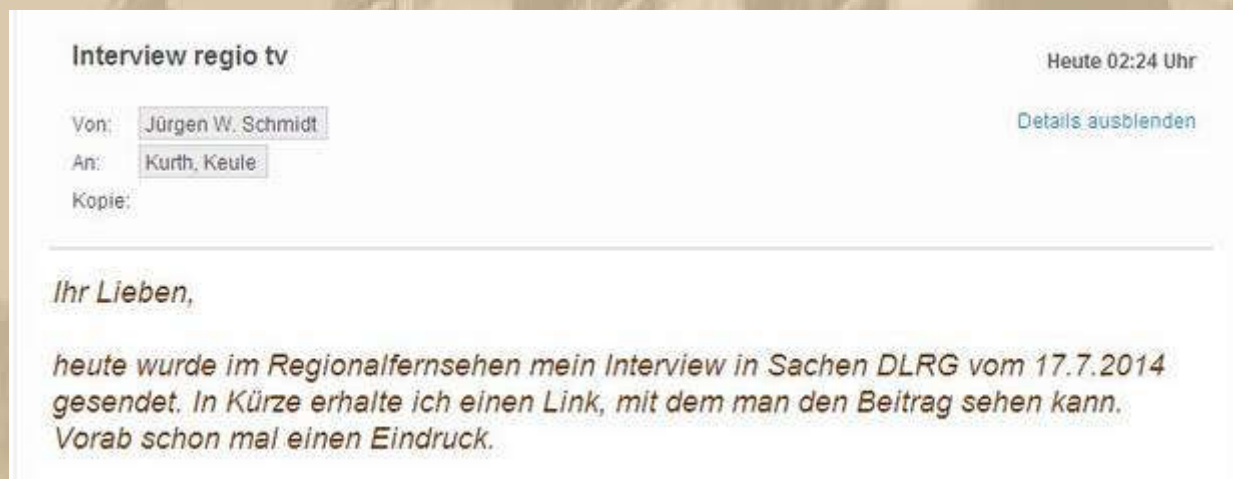 Interview regio tv
Heute 02:24 Uhr
Von: Jürgen W. Schmidt
Details ausblenden
An: Kurth, Keule
Kopie:
Ihr Lieben,
heute wurde im Regionalfernsehen mein Interview in Sachen DLRG vom 17.7.2014
gesendet. In Kürze erhalte ich einen Link, mit dem man den Beitrag sehen kann.
Vorab schon mal einen Eindruck.